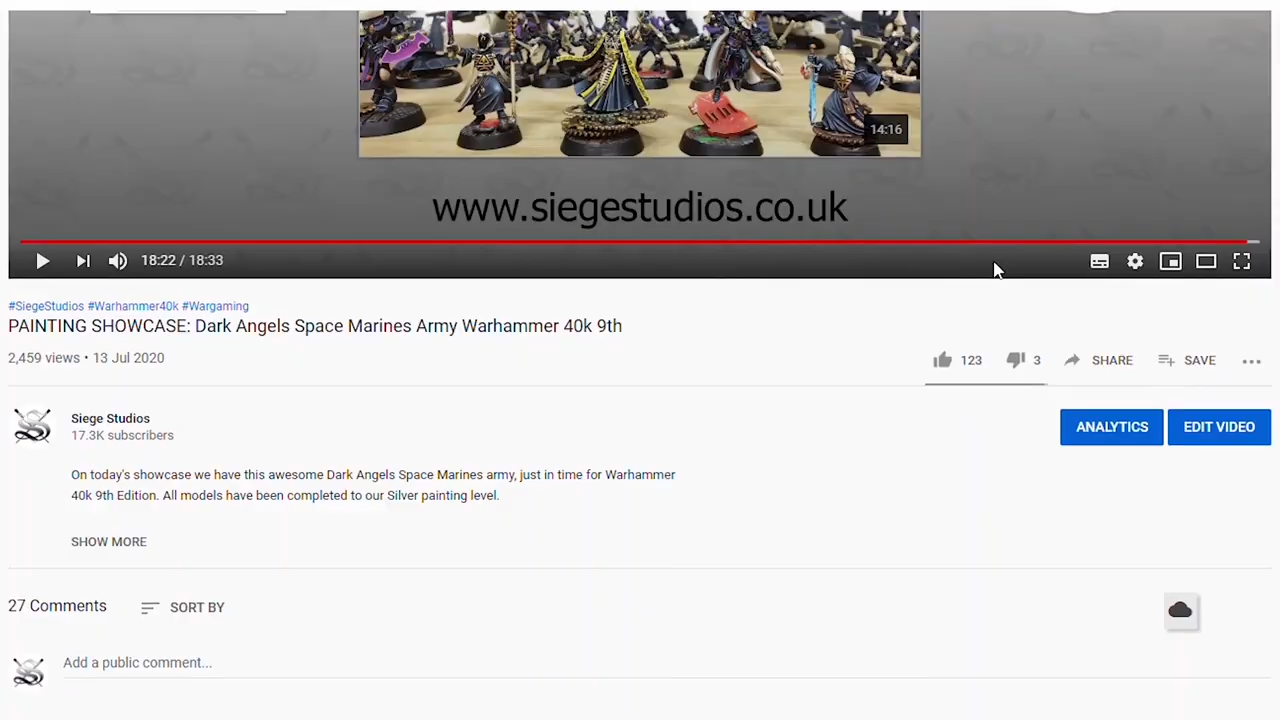 14:16
www.siegestudios.co.uk
18:22 / 18:33
#SiegeStudios #Warhammer40k #Wargaming
PAINTING SHOWCASE: Dark Angels Space Marines Army Warhammer 40k 9th
2,459 views • 13 Jul 2020
123
3
SHARE
SAVE
Siege Studios
17.3K subscribers
ANALYTICS
EDIT VIDEO
On today's showcase we have this awesome Dark Angels Space Marines army, just in time for Warhammer
40k 9th Edition. All models have been completed to our Silver painting level.
SHOW MORE
27 Comments
SORT BY
Add a public comment...